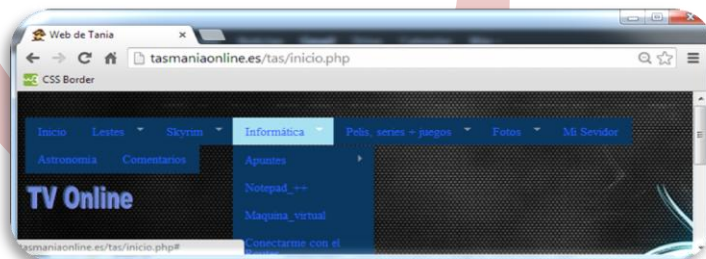 Web de Tania
tasmaniaonline.es/tas/inicio.php
CSS Border
Inicio Lestes Skyrim Informática Pelis, series + juegos Fotos Mi Sevidor
Astronomia Comentarios Apuntes
Notepad_++
TV Online
Maquina_virtual
Conectarme con el
tasmaniaonline.es/tas/inicio.php#